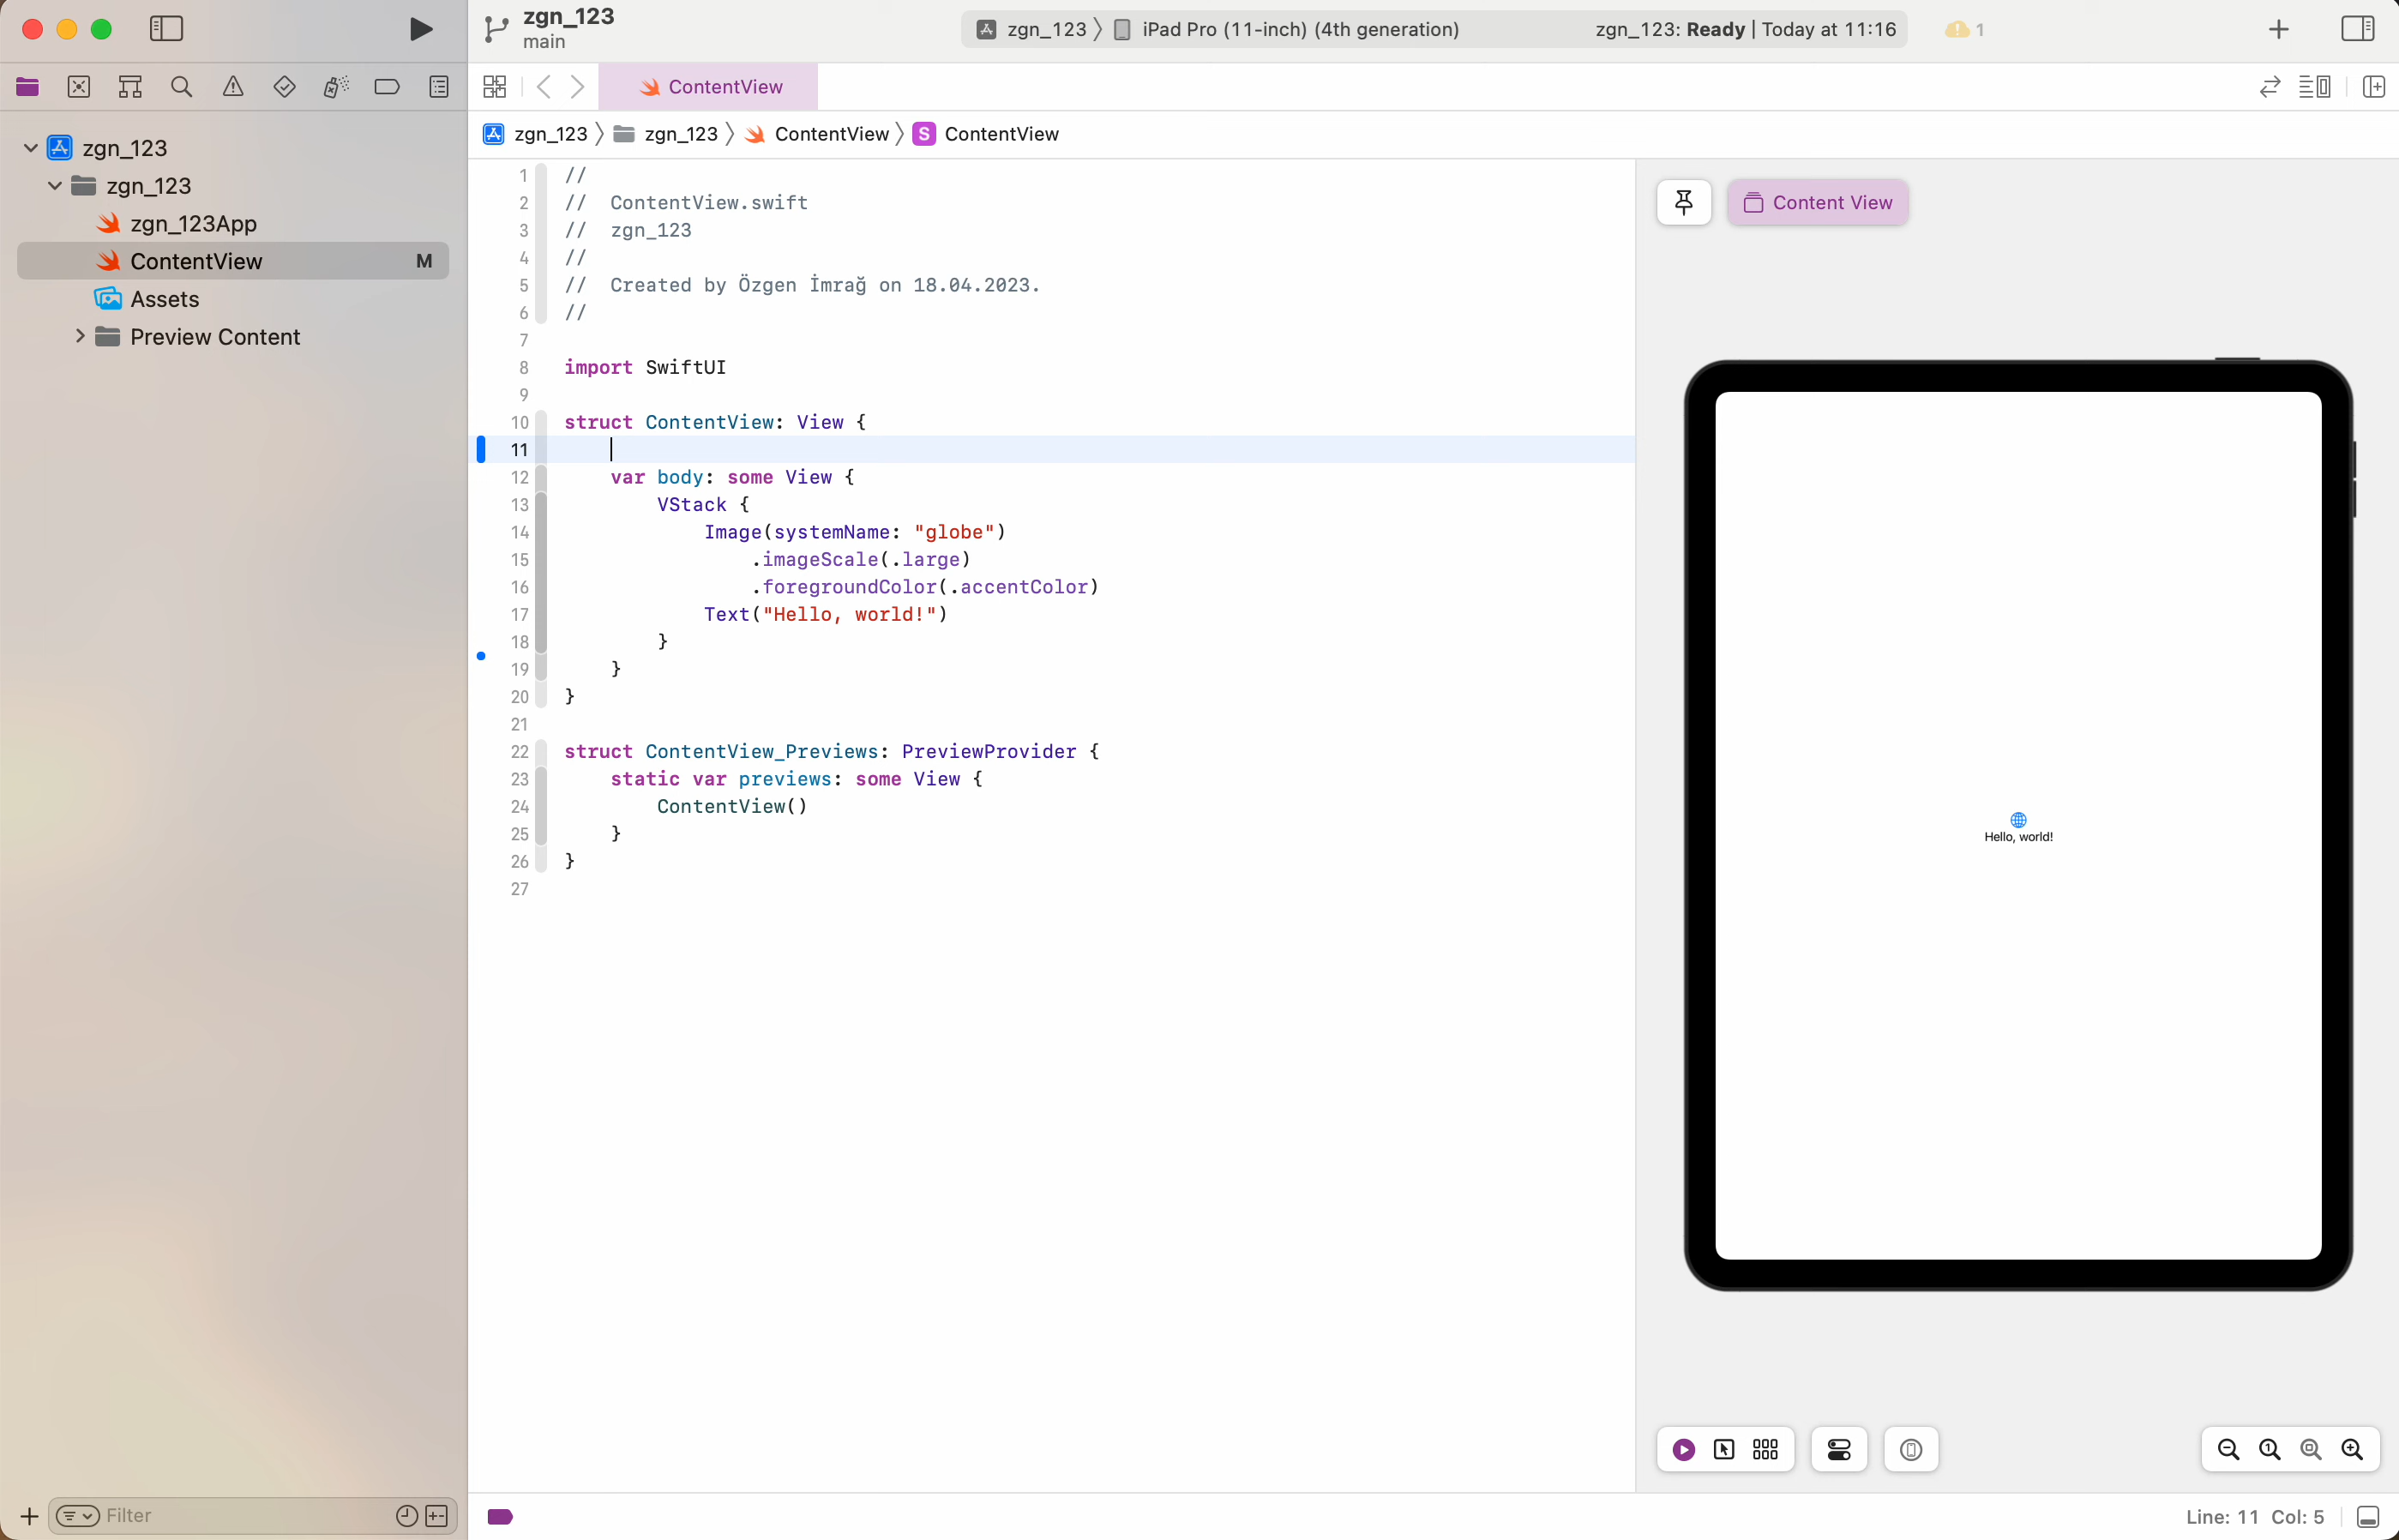 zgn_123
main
zgn_123 iPad Pro (11-inch) (4th generation) zgn_123: Ready | Today at 11:16 1
ContentView
zgn_123 zgn_123 ContentView S ContentView
zgn_123
zgn_123
zgn_123App
ContentView M
Assets
Preview Content
1 //
2 //  ContentView.swift
3 //  zgn_123
4 //
5 //  Created by Özgen İmrağ on 18.04.2023.
6 //
7
8 import SwiftUI
9
10 struct ContentView: View {
11
12     var body: some View {
13         VStack {
14             Image(systemName: "globe")
15                 .imageScale(.large)
16                 .foregroundColor(.accentColor)
17             Text("Hello, world!")
18         }
19     }
20 }
21
22 struct ContentView_Previews: PreviewProvider {
23     static var previews: some View {
24         ContentView()
25     }
26 }
27
Content View
Hello, world!
Filter
Line: 11 Col: 5